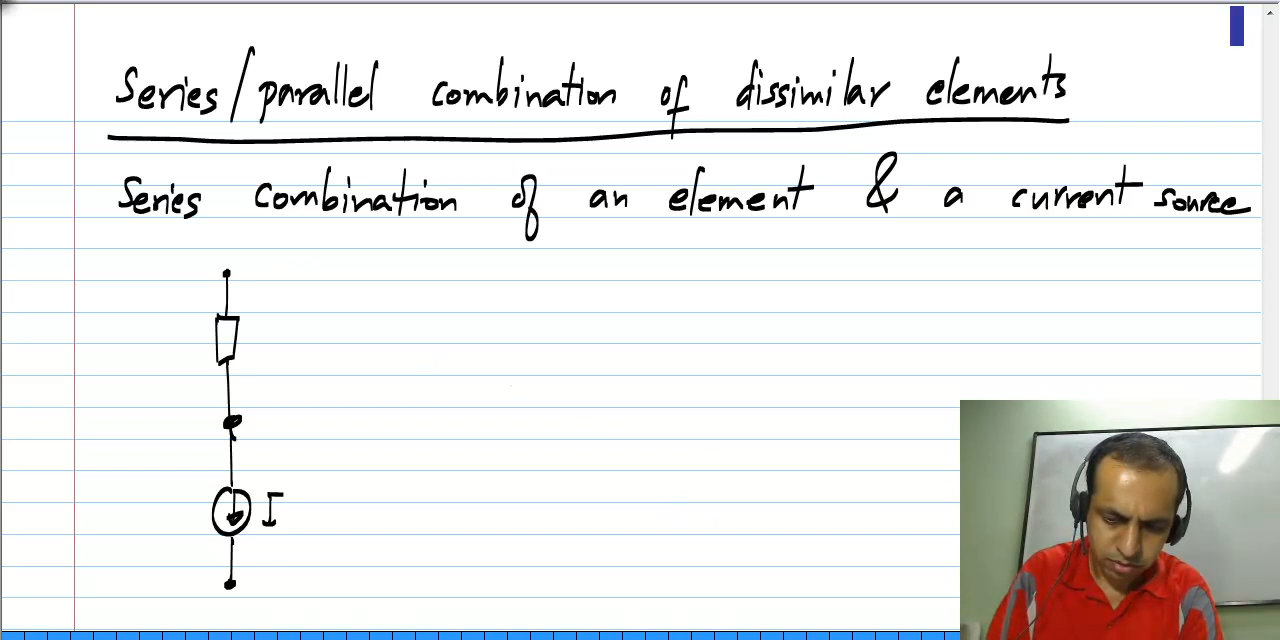 Series/parallel combination of dissimilar elements
Series combination of an element & a current source
I